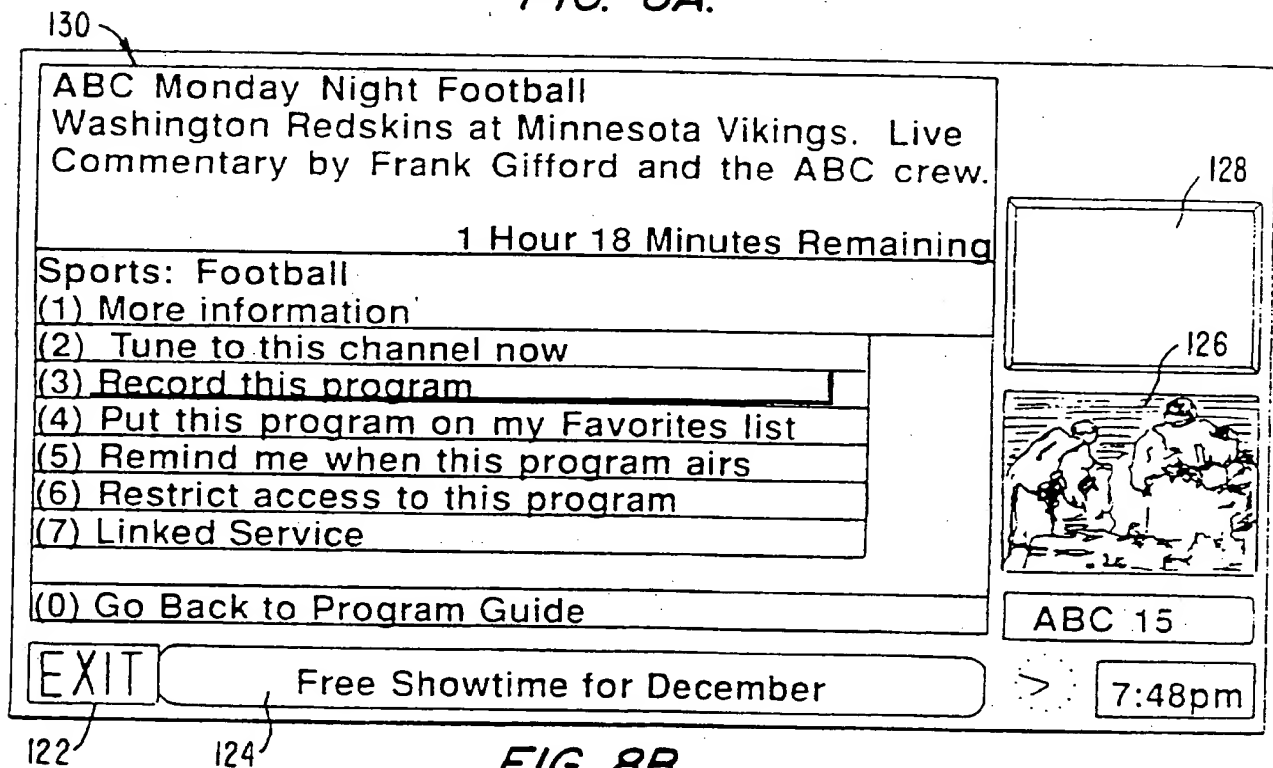 FIG. 8A.
130
ABC Monday Night Football
Washington Redskins at Minnesota Vikings. Live
Commentary by Frank Gifford and the ABC crew.
1 Hour 18 Minutes Remaining
Sports: Football
(1) More information
(2) Tune to this channel now
(3) Record this program
(4) Put this program on my Favorites list
(5) Remind me when this program airs
(6) Restrict access to this program
(7) Linked Service
(0) Go Back to Program Guide
128
126
ABC 15
EXIT
Free Showtime for December
7:48pm
122
124
FIG. 8B